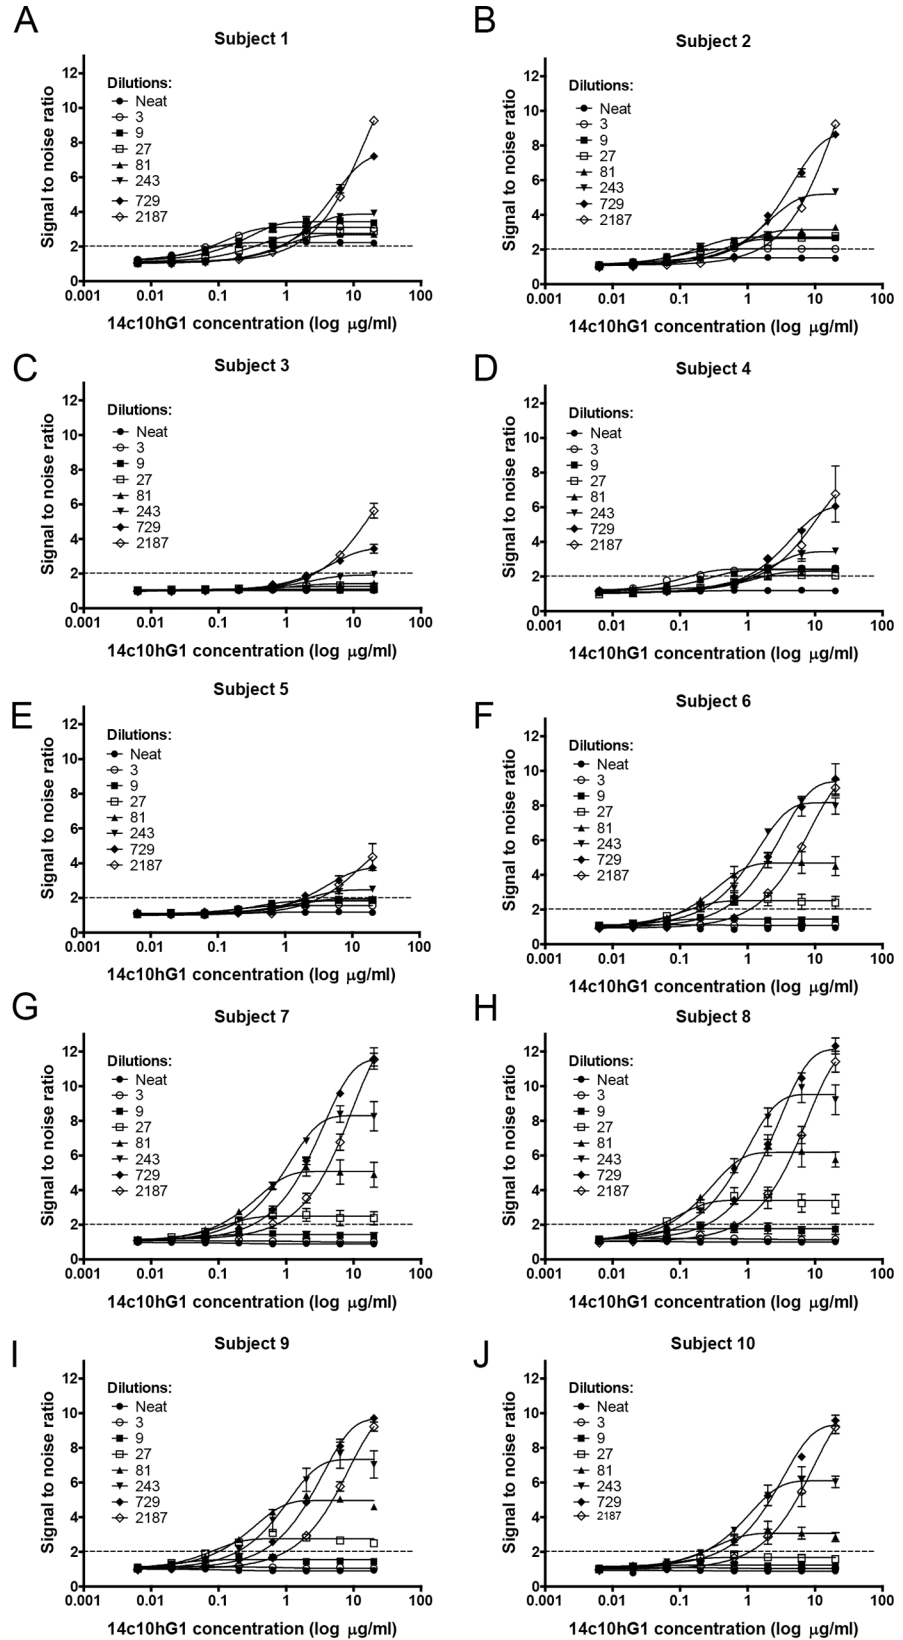 A
Subject 1
Signal to noise ratio
12
10
8
6
4
2
0
Dilutions:
Neat
3
9
27
81
243
729
2187
0.001 0.01 0.1 1 10 100
14c10hG1 concentration (log μg/ml)
B
Subject 2
Signal to noise ratio
12
10
8
6
4
2
0
Dilutions:
Neat
3
9
27
81
243
729
2187
0.001 0.01 0.1 1 10 100
14c10hG1 concentration (log μg/ml)
C
Subject 3
Signal to noise ratio
12
10
8
6
4
2
0
Dilutions:
Neat
3
9
27
81
243
729
2187
0.001 0.01 0.1 1 10 100
14c10hG1 concentration (log μg/ml)
D
Subject 4
Signal to noise ratio
12
10
8
6
4
2
0
Dilutions:
Neat
3
9
27
81
243
729
2187
0.001 0.01 0.1 1 10 100
14c10hG1 concentration (log μg/ml)
E
Subject 5
Signal to noise ratio
12
10
8
6
4
2
0
Dilutions:
Neat
3
9
27
81
243
729
2187
0.001 0.01 0.1 1 10 100
14c10hG1 concentration (log μg/ml)
F
Subject 6
Signal to noise ratio
12
10
8
6
4
2
0
Dilutions:
Neat
3
9
27
81
243
729
2187
0.001 0.01 0.1 1 10 100
14c10hG1 concentration (log μg/ml)
G
Subject 7
Signal to noise ratio
12
10
8
6
4
2
0
Dilutions:
Neat
3
9
27
81
243
729
2187
0.001 0.01 0.1 1 10 100
14c10hG1 concentration (log μg/ml)
H
Subject 8
Signal to noise ratio
12
10
8
6
4
2
0
Dilutions:
Neat
3
9
27
81
243
729
2187
0.001 0.01 0.1 1 10 100
14c10hG1 concentration (log μg/ml)
I
Subject 9
Signal to noise ratio
12
10
8
6
4
2
0
Dilutions:
Neat
3
9
27
81
243
729
2187
0.001 0.01 0.1 1 10 100
14c10hG1 concentration (log μg/ml)
J
Subject 10
Signal to noise ratio
12
10
8
6
4
2
0
Dilutions:
Neat
3
9
27
81
243
729
2187
0.001 0.01 0.1 1 10 100
14c10hG1 concentration (log μg/ml)